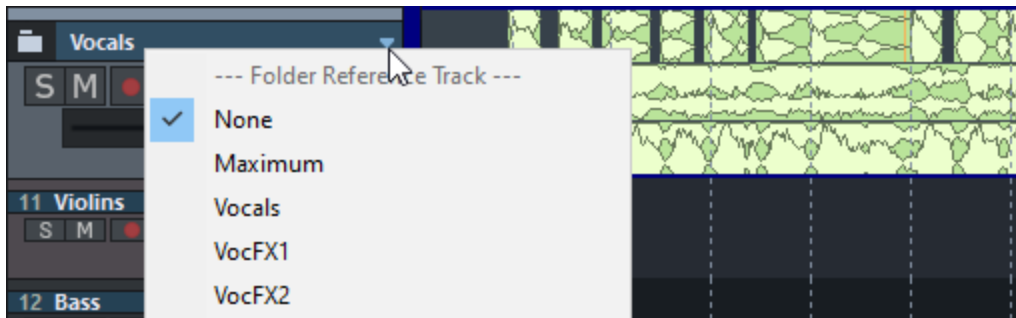 Vocals
--- Folder Reference Track ---
S M
None
Maximum
Vocals
11 Violins
S M
VocFX1
VocFX2
12 Bass